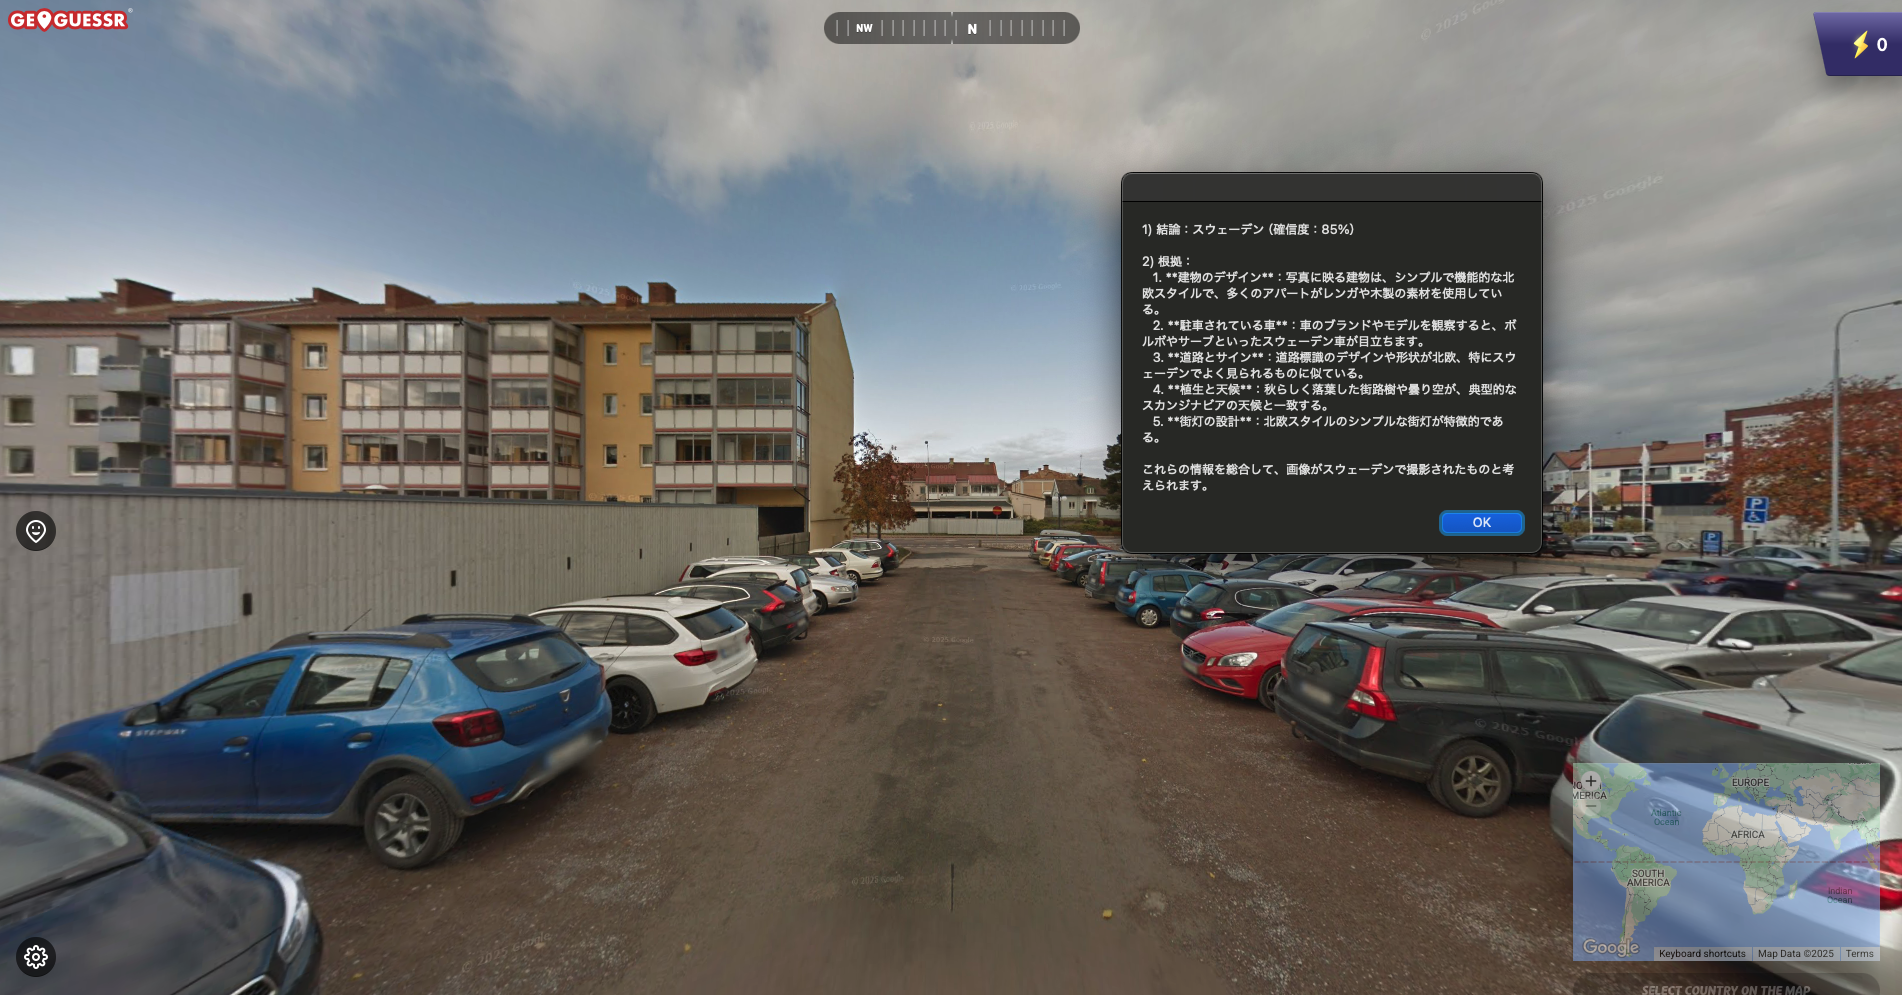 GEOGUESSR
NW
N
0
1) 結論：スウェーデン (確信度：85%)
2) 根拠：
1. **建物のデザイン**：写真に映る建物は、シンプルで機能的な北
欧スタイルで、多くのアパートがレンガや木製の素材を使用してい
る。
2. **駐車されている車**：車のブランドやモデルを観察すると、ボ
ルボやサーブといったスウェーデン車が目立ちます。
3. **道路とサイン**：道路標識のデザインや形状が北欧、特にスウ
ェーデンでよく見られるものに似ている。
4. **植生と天候**：秋らしく落葉した街路樹や曇り空が、典型的な
スカンジナビアの天候と一致する。
5. **街灯の設計**：北欧スタイルのシンプルな街灯が特徴的であ
る。
これらの情報を総合して、画像がスウェーデンで撮影されたものと考
えられます。
OK
P
P
STEPWAY
© 2025 Google
+
EUROPE
MERICA
Atlantic
Ocean
AFRICA
SOUTH
AMERICA
Indian
Ocean
Google
Keyboard shortcuts
Map Data ©2025
Terms
SELECT COUNTRY ON THE MAP